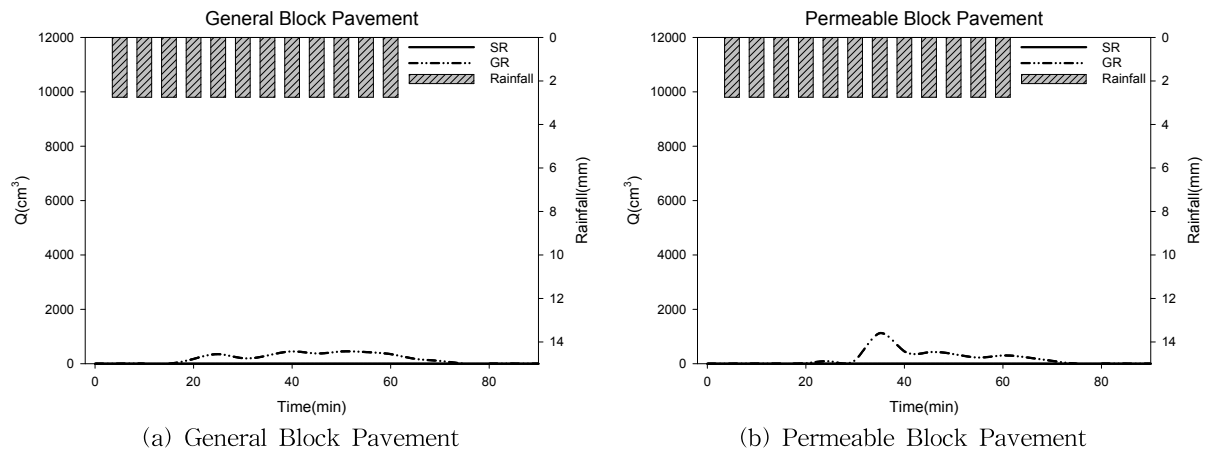 General Block Pavement
12000
10000
8000
6000
4000
2000
0
Q(cm³)
0
2
4
6
8
10
12
14
Rainfall(mm)
SR
GR
Rainfall
0
20
40
60
80
Time(min)
(a) General Block Pavement
Permeable Block Pavement
12000
10000
8000
6000
4000
2000
0
Q(cm³)
0
2
4
6
8
10
12
14
Rainfall(mm)
SR
GR
Rainfall
0
20
40
60
80
Time(min)
(b) Permeable Block Pavement